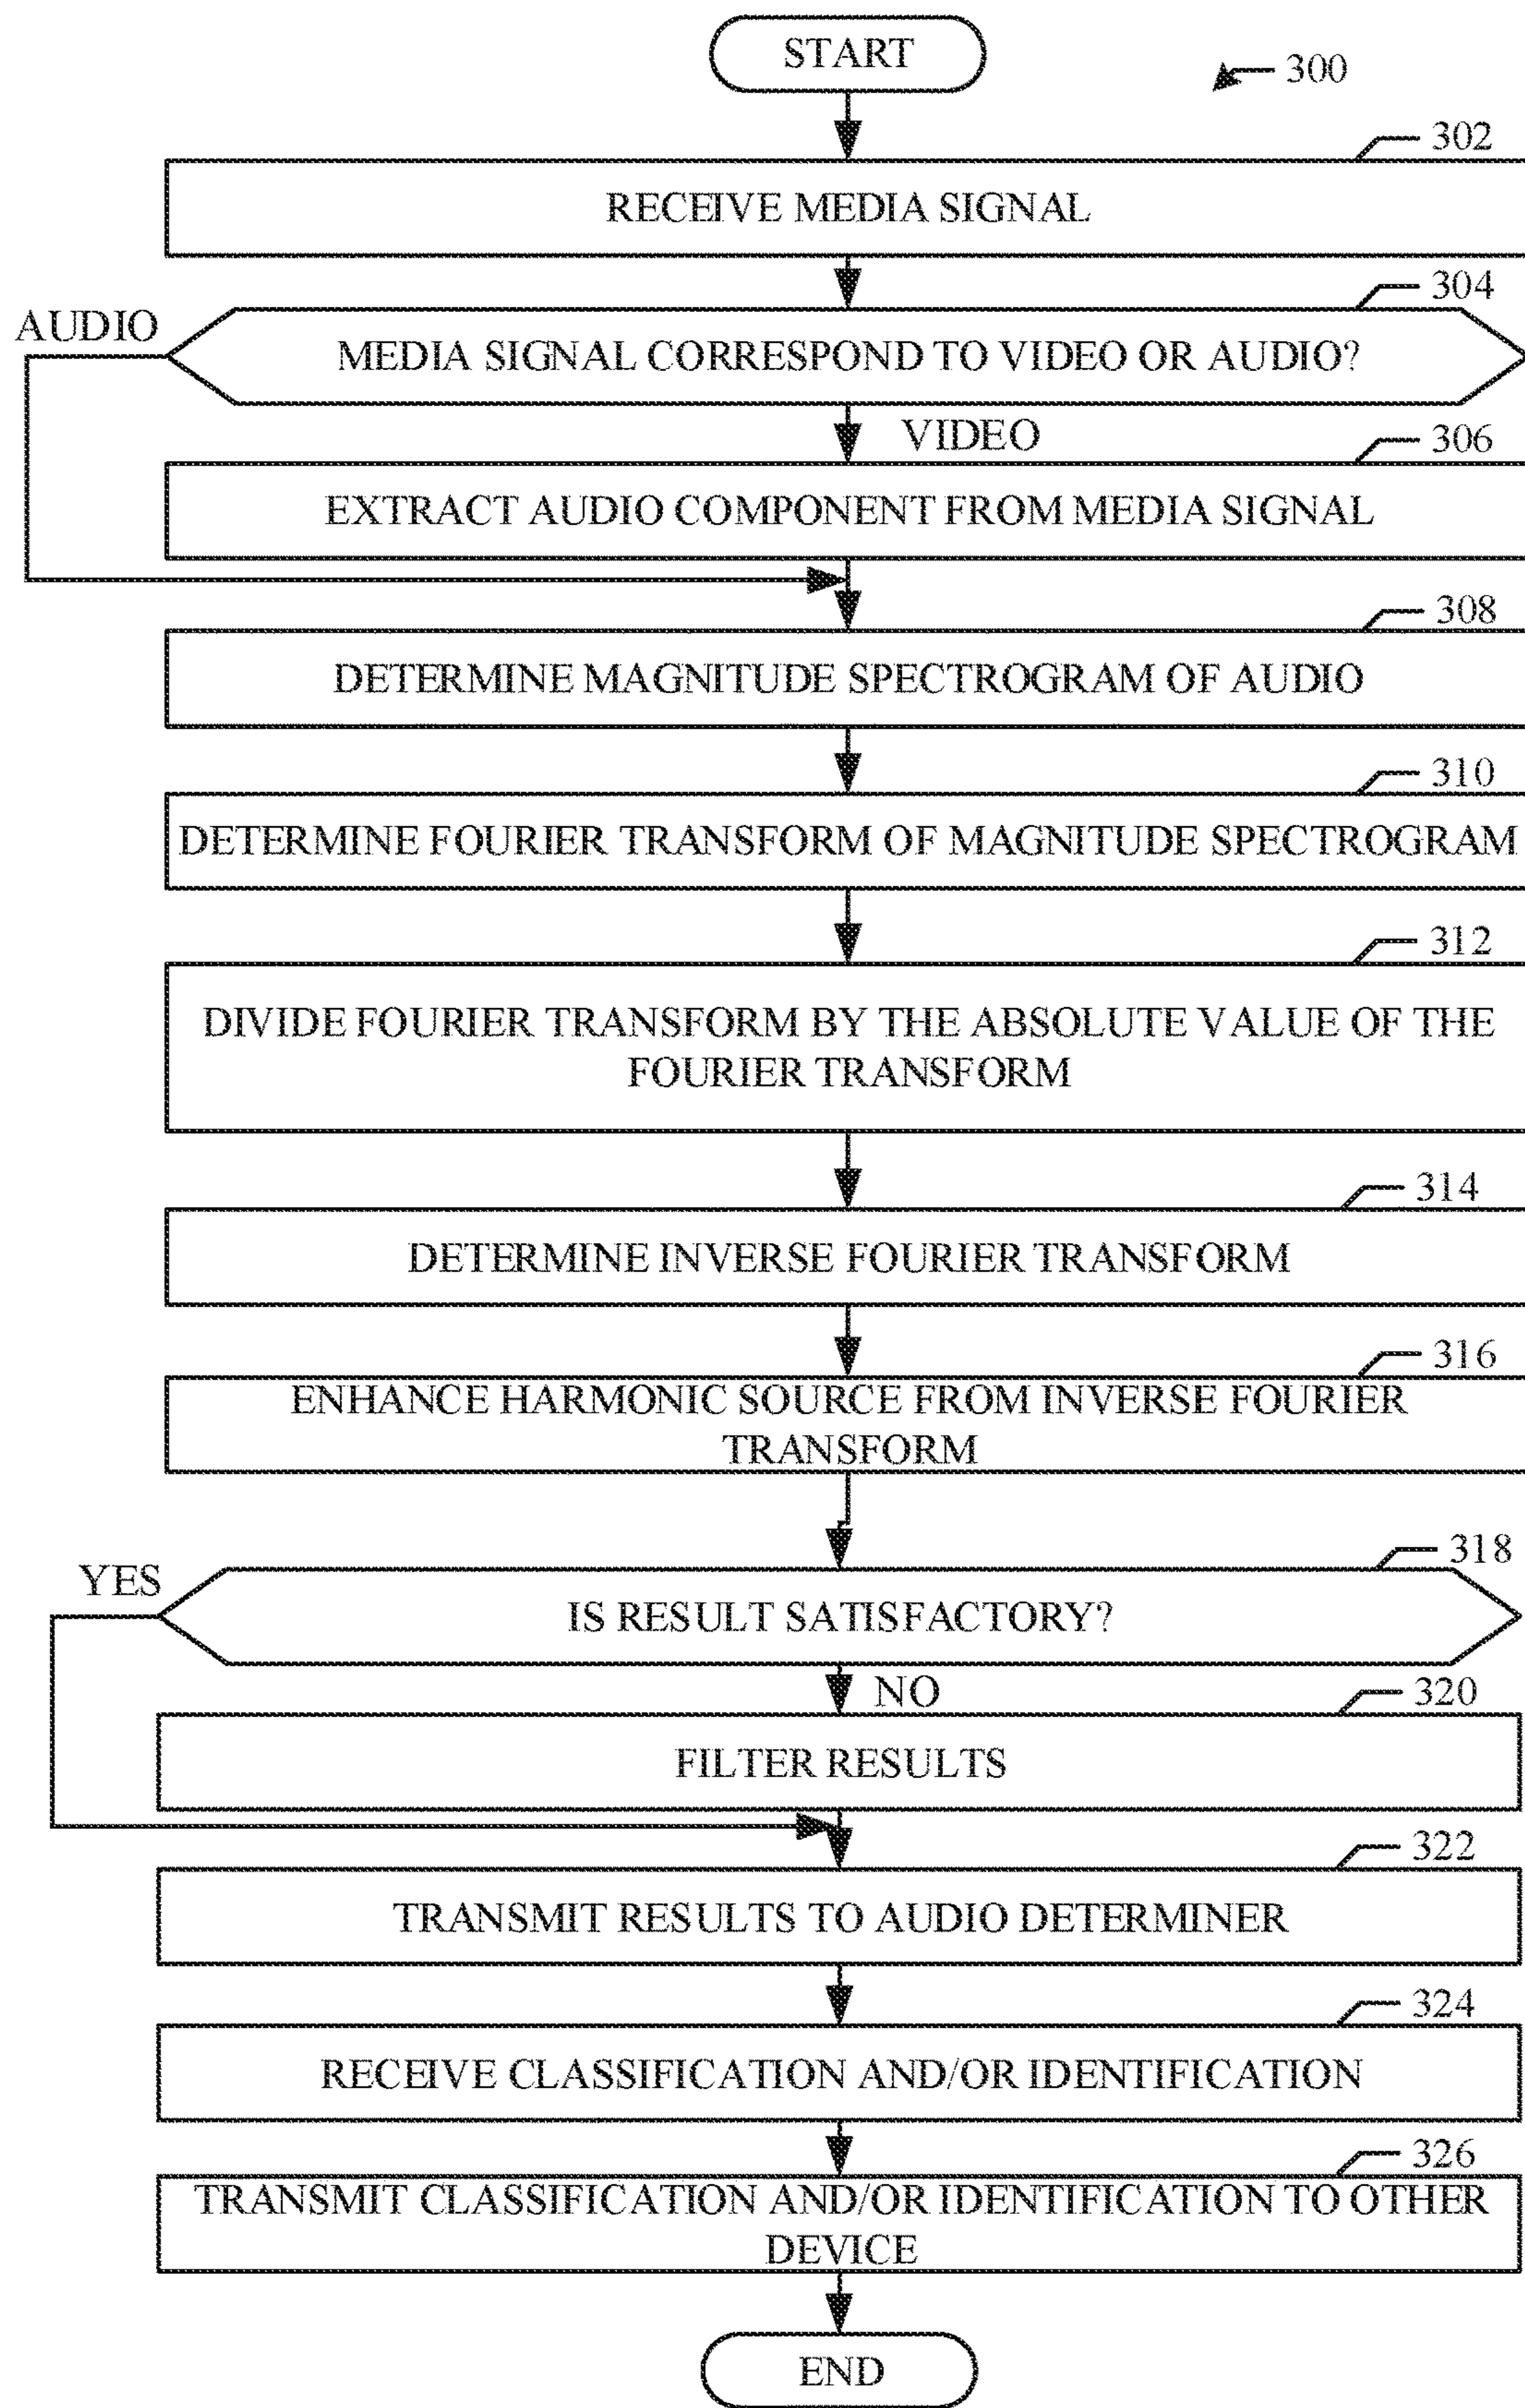 START
300
302
RECEIVE MEDIA SIGNAL
304
AUDIO
MEDIA SIGNAL CORRESPOND TO VIDEO OR AUDIO?
VIDEO
306
EXTRACT AUDIO COMPONENT FROM MEDIA SIGNAL
308
DETERMINE MAGNITUDE SPECTROGRAM OF AUDIO
310
DETERMINE FOURIER TRANSFORM OF MAGNITUDE SPECTROGRAM
312
DIVIDE FOURIER TRANSFORM BY THE ABSOLUTE VALUE OF THE
FOURIER TRANSFORM
314
DETERMINE INVERSE FOURIER TRANSFORM
316
ENHANCE HARMONIC SOURCE FROM INVERSE FOURIER
TRANSFORM
318
YES
IS RESULT SATISFACTORY?
NO
320
FILTER RESULTS
322
TRANSMIT RESULTS TO AUDIO DETERMINER
324
RECEIVE CLASSIFICATION AND/OR IDENTIFICATION
326
TRANSMIT CLASSIFICATION AND/OR IDENTIFICATION TO OTHER
DEVICE
END